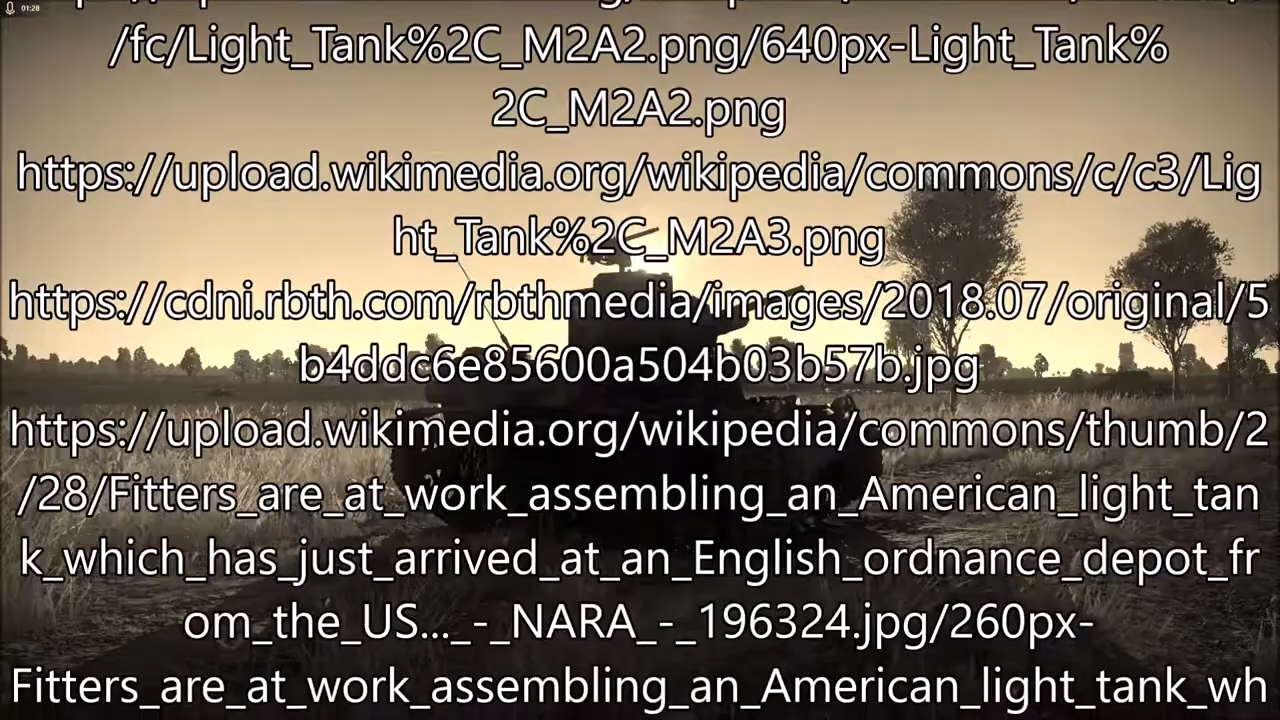 01:28
/fc/Light_Tank%2C_M2A2.png/640px-Light_Tank%
2C_M2A2.png
https://upload.wikimedia.org/wikipedia/commons/c/c3/Lig
ht_Tank%2C_M2A3.png
https://cdni.rbth.com/rbthmedia/images/2018.07/original/5
b4ddc6e85600a504b03b57b.jpg
https://upload.wikimedia.org/wikipedia/commons/thumb/2
/28/Fitters_are_at_work_assembling_an_American_light_tan
k_which_has_just_arrived_at_an_English_ordnance_depot_fr
om_the_US..._-_NARA_-_196324.jpg/260px-
Fitters_are_at_work_assembling_an_American_light_tank_wh